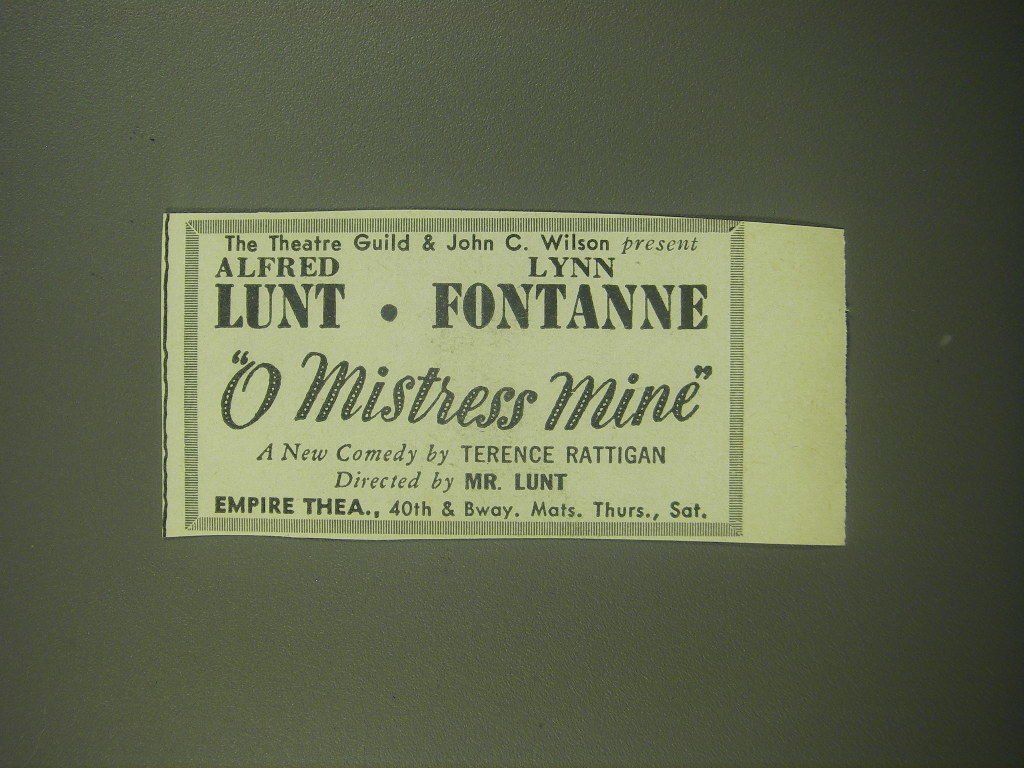 The Theatre Guild & John C. Wilson present
ALFRED LYNN
LUNT • FONTANNE
"O Mistress Mine"
A New Comedy by TERENCE RATTIGAN
Directed by MR. LUNT
EMPIRE THEA., 40th & Bway. Mats. Thurs., Sat.